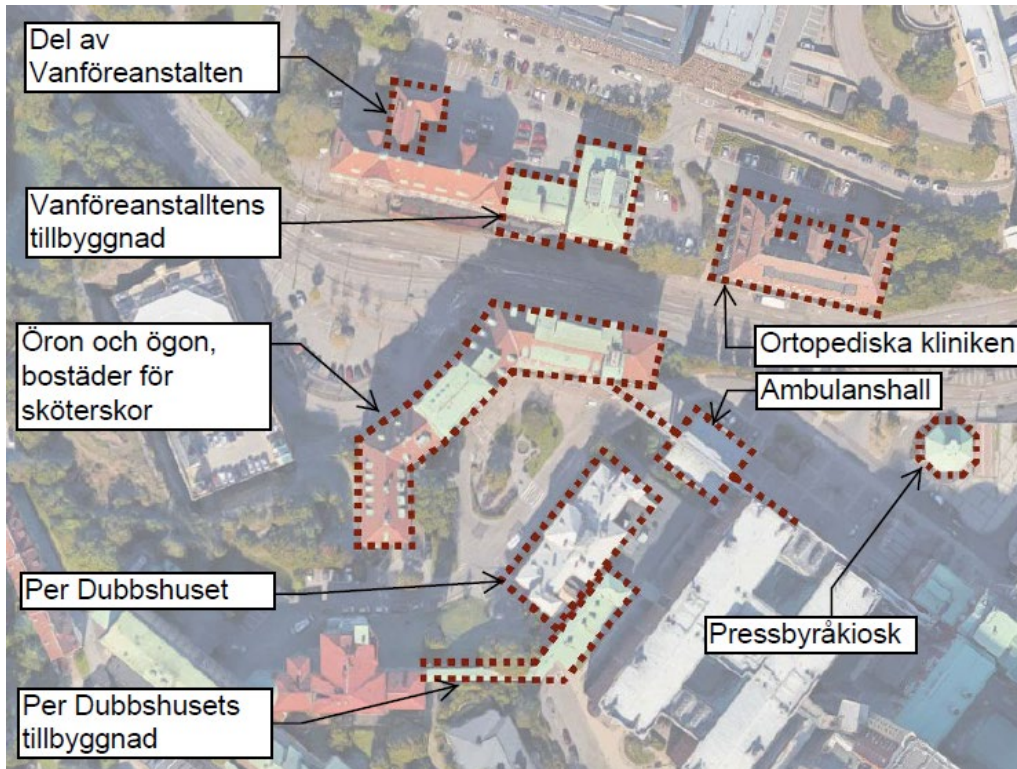 Del av
Vanföreanstalten
Vanföreanstalltens
tillbyggnad
Öron och ögon,
bostäder för
sköterskor
Ortopediska kliniken
Ambulanshall
Per Dubbshuset
Pressbyråkiosk
Per Dubbshusets
tillbyggnad